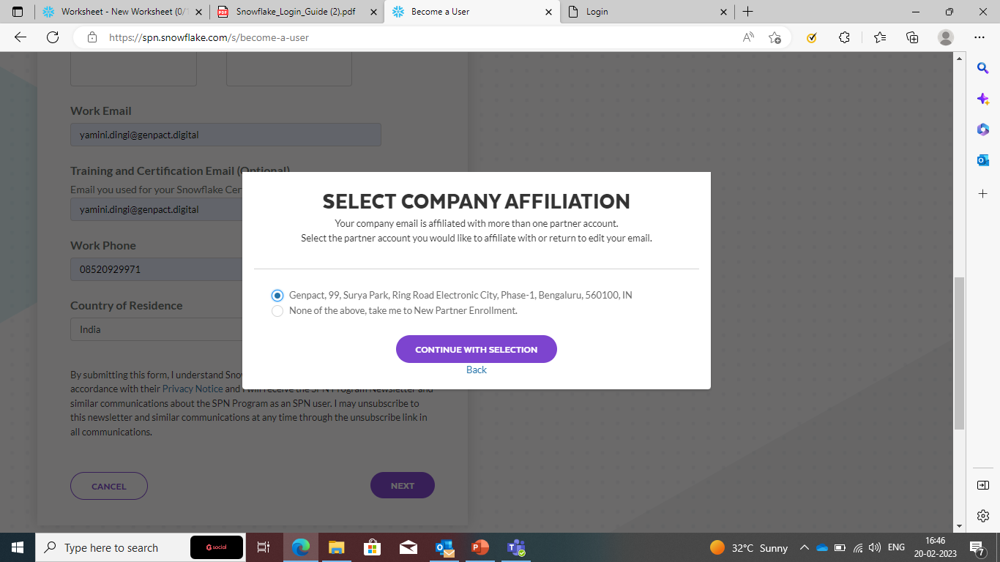 Worksheet - New Worksheet (0/
Snowflake_Login_Guide (2).pdf
Become a User
Login
https://spn.snowflake.com/s/become-a-user
Work Email
yamini.dingi@genpact.digital
Training and Certification Email (Optional)
Email you used for your Snowflake Cer
yamini.dingi@genpact.digital
Work Phone
08520929971
Country of Residence
India
By submitting this form, I understand Sno
accordance with their Privacy Notice and I will receive the SPN Program Newsletter and
similar communications about the SPN Program as an SPN user. I may unsubscribe to
this newsletter and similar communications at any time through the unsubscribe link in
all communications.
CANCEL
NEXT
SELECT COMPANY AFFILIATION
Your company email is affiliated with more than one partner account.
Select the partner account you would like to affiliate with or return to edit your email.
Genpact, 99, Surya Park, Ring Road Electronic City, Phase-1, Bengaluru, 560100, IN
None of the above, take me to New Partner Enrollment.
CONTINUE WITH SELECTION
Back
Type here to search
social
32°C Sunny
ENG
16:46
20-02-2023
7